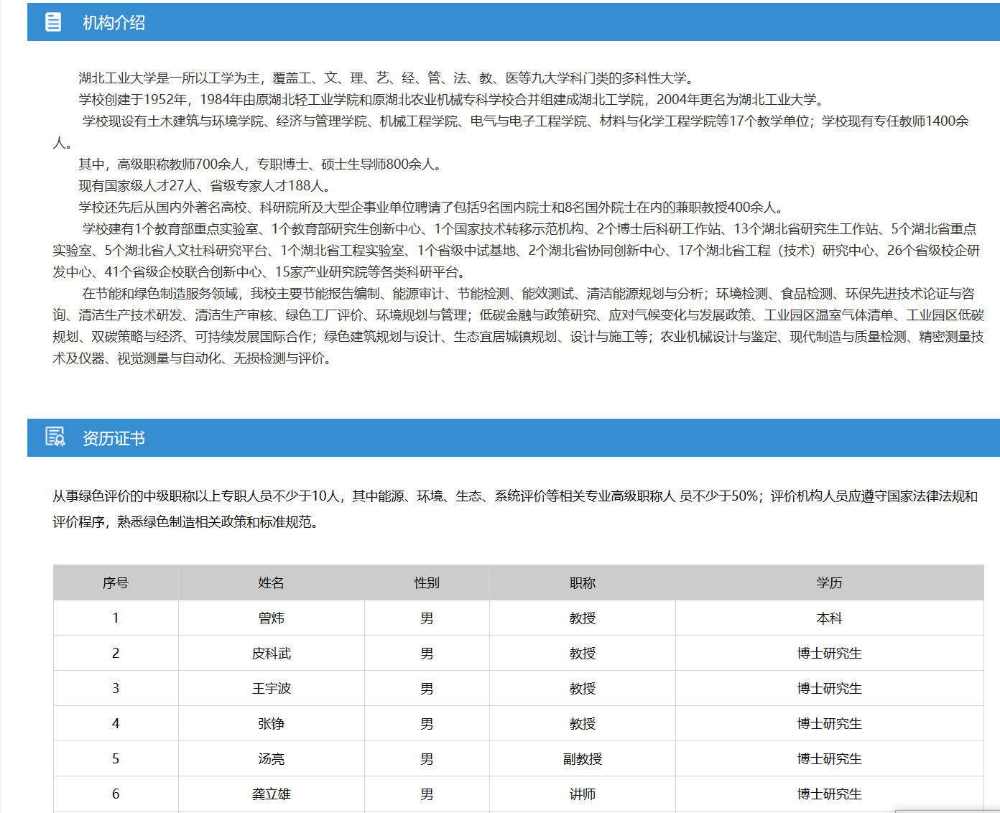 机构介绍
湖北工业大学是一所以工学为主，覆盖工、文、理、艺、经、管、法、教、医等九大学科门类的多科性大学。
学校创建于1952年，1984年由原湖北轻工业学院和原湖北农业机械专科学校合并组建成湖北工学院，2004年更名为湖北工业大学。
学校现设有土木建筑与环境学院、经济与管理学院、机械工程学院、电气与电子工程学院、材料与化学工程学院等17个教学单位；学校现有专任教师1400余
人。
其中，高级职称教师700余人，专职博士、硕士生导师800余人。
现有国家级人才27人、省级专家人才188人。
学校还先后从国内外著名高校、科研院所及大型企事业单位聘请了包括9名国内院士和8名国外院士在内的兼职教授400余人。
学校建有1个教育部重点实验室、1个教育部研究生创新中心、1个国家技术转移示范机构、2个博士后科研工作站、13个湖北省研究生工作站、5个湖北省重点
实验室、5个湖北省人文社科研究平台、1个湖北省工程实验室、1个省级中试基地、2个湖北省协同创新中心、17个湖北省工程（技术）研究中心、26个省级校企研
发中心、41个省级企校联合创新中心、15家产业研究院等各类科研平台。
在节能和绿色制造服务领域，我校主要节能报告编制、能源审计、节能检测、能效测试、清洁能源规划与分析；环境检测、食品检测、环保先进技术论证与咨
询、清洁生产技术研发、清洁生产审核、绿色工厂评价、环境规划与管理；低碳金融与政策研究、应对气候变化与发展政策、工业园区温室气体清单、工业园区低碳
规划、双碳策略与经济、可持续发展国际合作；绿色建筑规划与设计、生态宜居城镇规划、设计与施工等；农业机械设计与鉴定、现代制造与质量检测、精密测量技
术及仪器、视觉测量与自动化、无损检测与评价。
资历证书
从事绿色评价的中级职称以上专职人员不少于10人，其中能源、环境、生态、系统评价等相关专业高级职称人 员不少于50%；评价机构人员应遵守国家法律法规和
评价程序，熟悉绿色制造相关政策和标准规范。
序号 姓名 性别 职称 学历
1 曾炜 男 教授 本科
2 皮科武 男 教授 博士研究生
3 王宇波 男 教授 博士研究生
4 张铮 男 教授 博士研究生
5 汤亮 男 副教授 博士研究生
6 龚立雄 男 讲师 博士研究生